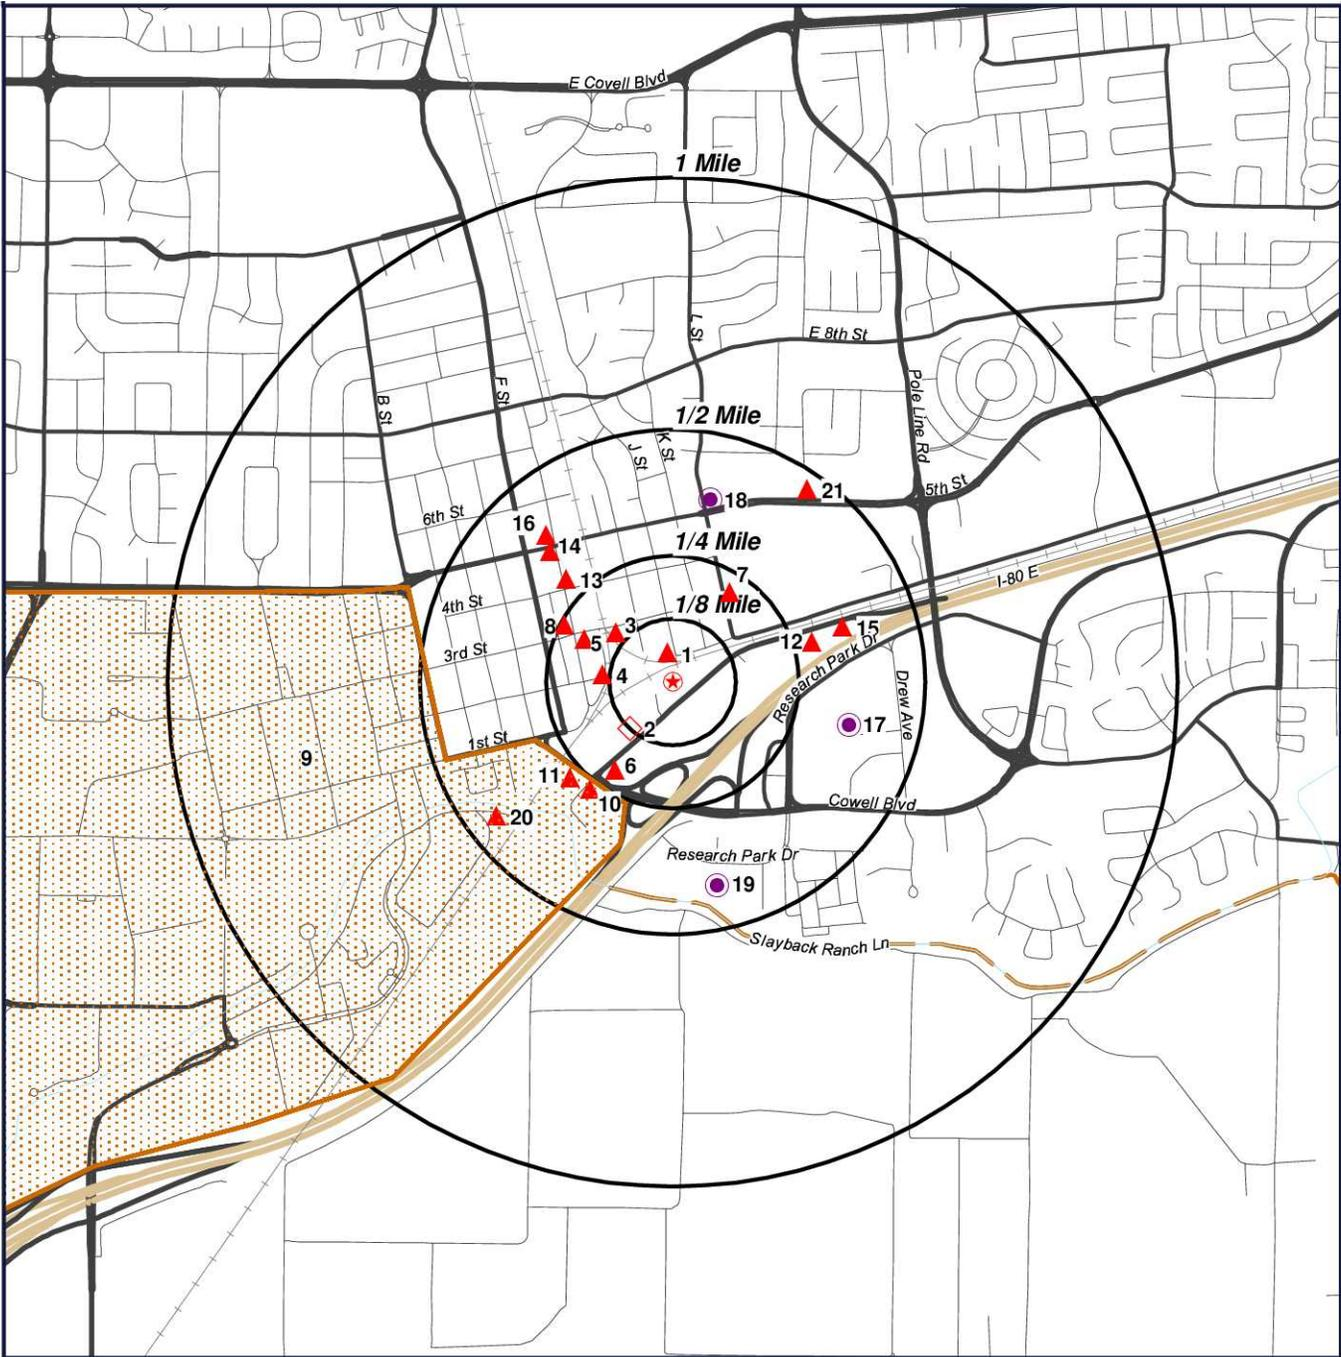 E Covell Blvd
1 Mile
L St
E 8th St
Pole Line Rd
F St
B St
1/2 Mile
K St
J St
5th St
21
18
6th St
16
14
1/4 Mile
I-80 E
7
13
1/8 Mile
4th St
8
3
15
12
5
3rd St
1
4
Research Park Dr
Drew Ave
2
17
1st St
9
6
11
10
Cowell Blvd
20
Research Park Dr
19
Slayback Ranch Ln